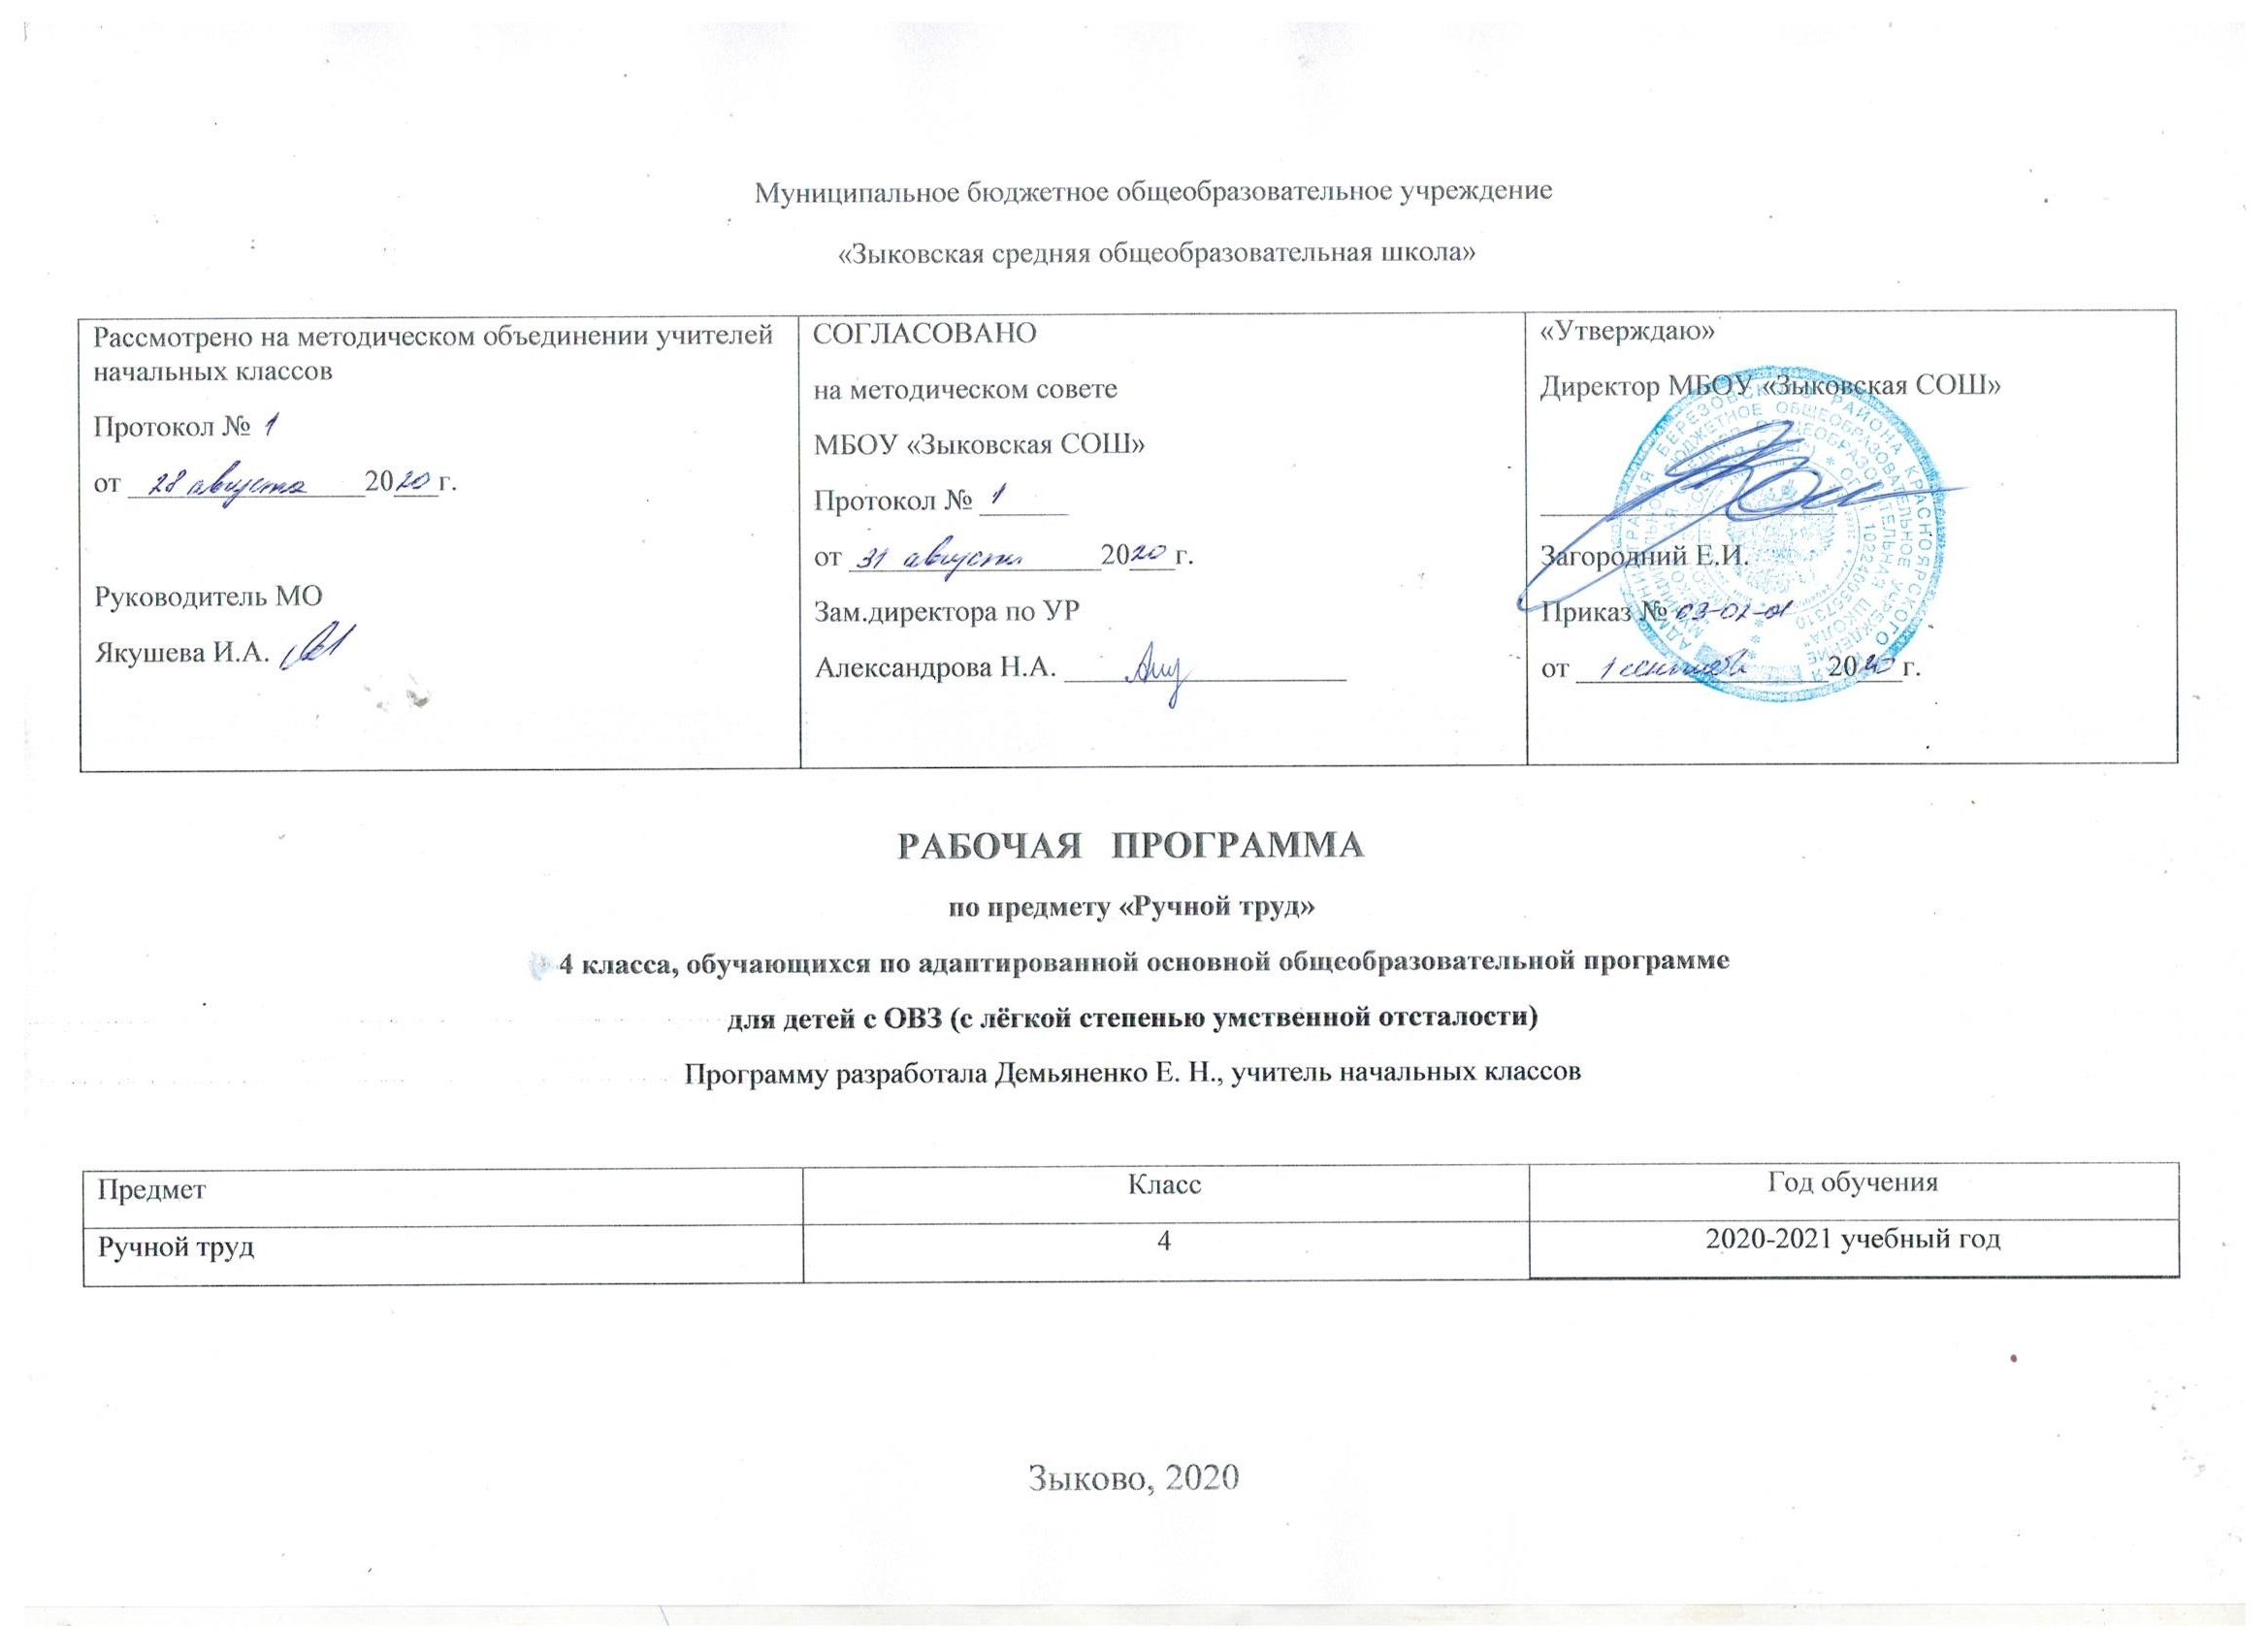 Муниципальное бюджетное общеобразовательное учреждение
«Зыковская средняя общеобразовательная школа»
Рассмотрено на методическом объединении учителей
начальных классов
Протокол № 1
от 28 августа 2020 г.
Руководитель МО
Якушева И.А.
СОГЛАСОВАНО
на методическом совете
МБОУ «Зыковская СОШ»
Протокол № 1
от 31 августа 2020 г.
Зам.директора по УР
Александрова Н.А.
«Утверждаю»
Директор МБОУ «Зыковская СОШ»
Загородний Е.И.
Приказ № 03-02-01
от 1 сентября 2020 г.
РАБОЧАЯ ПРОГРАММА
по предмету «Ручной труд»
4 класса, обучающихся по адаптированной основной общеобразовательной программе
для детей с ОВЗ (с лёгкой степенью умственной отсталости)
Программу разработала Демьяненко Е. Н., учитель начальных классов
Предмет Класс Год обучения
Ручной труд 4 2020-2021 учебный год
Зыково, 2020